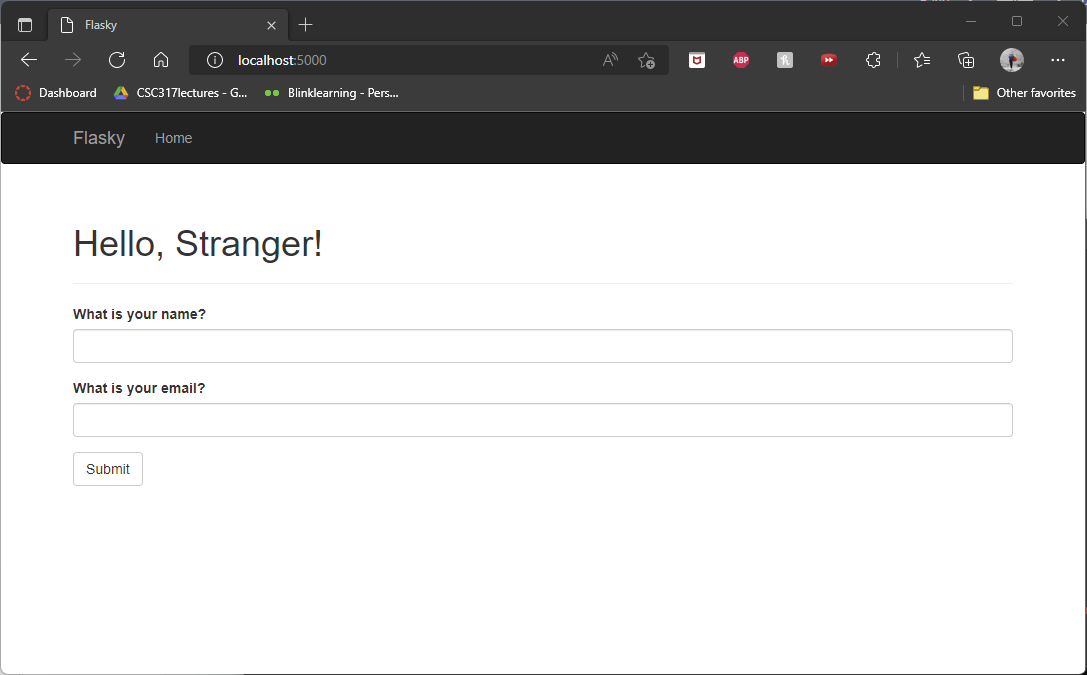 Flasky
localhost:5000
ABP
Dashboard
CSC317lectures - G...
Blinklearning - Pers...
Other favorites
Flasky Home
Hello, Stranger!
What is your name?
What is your email?
Submit